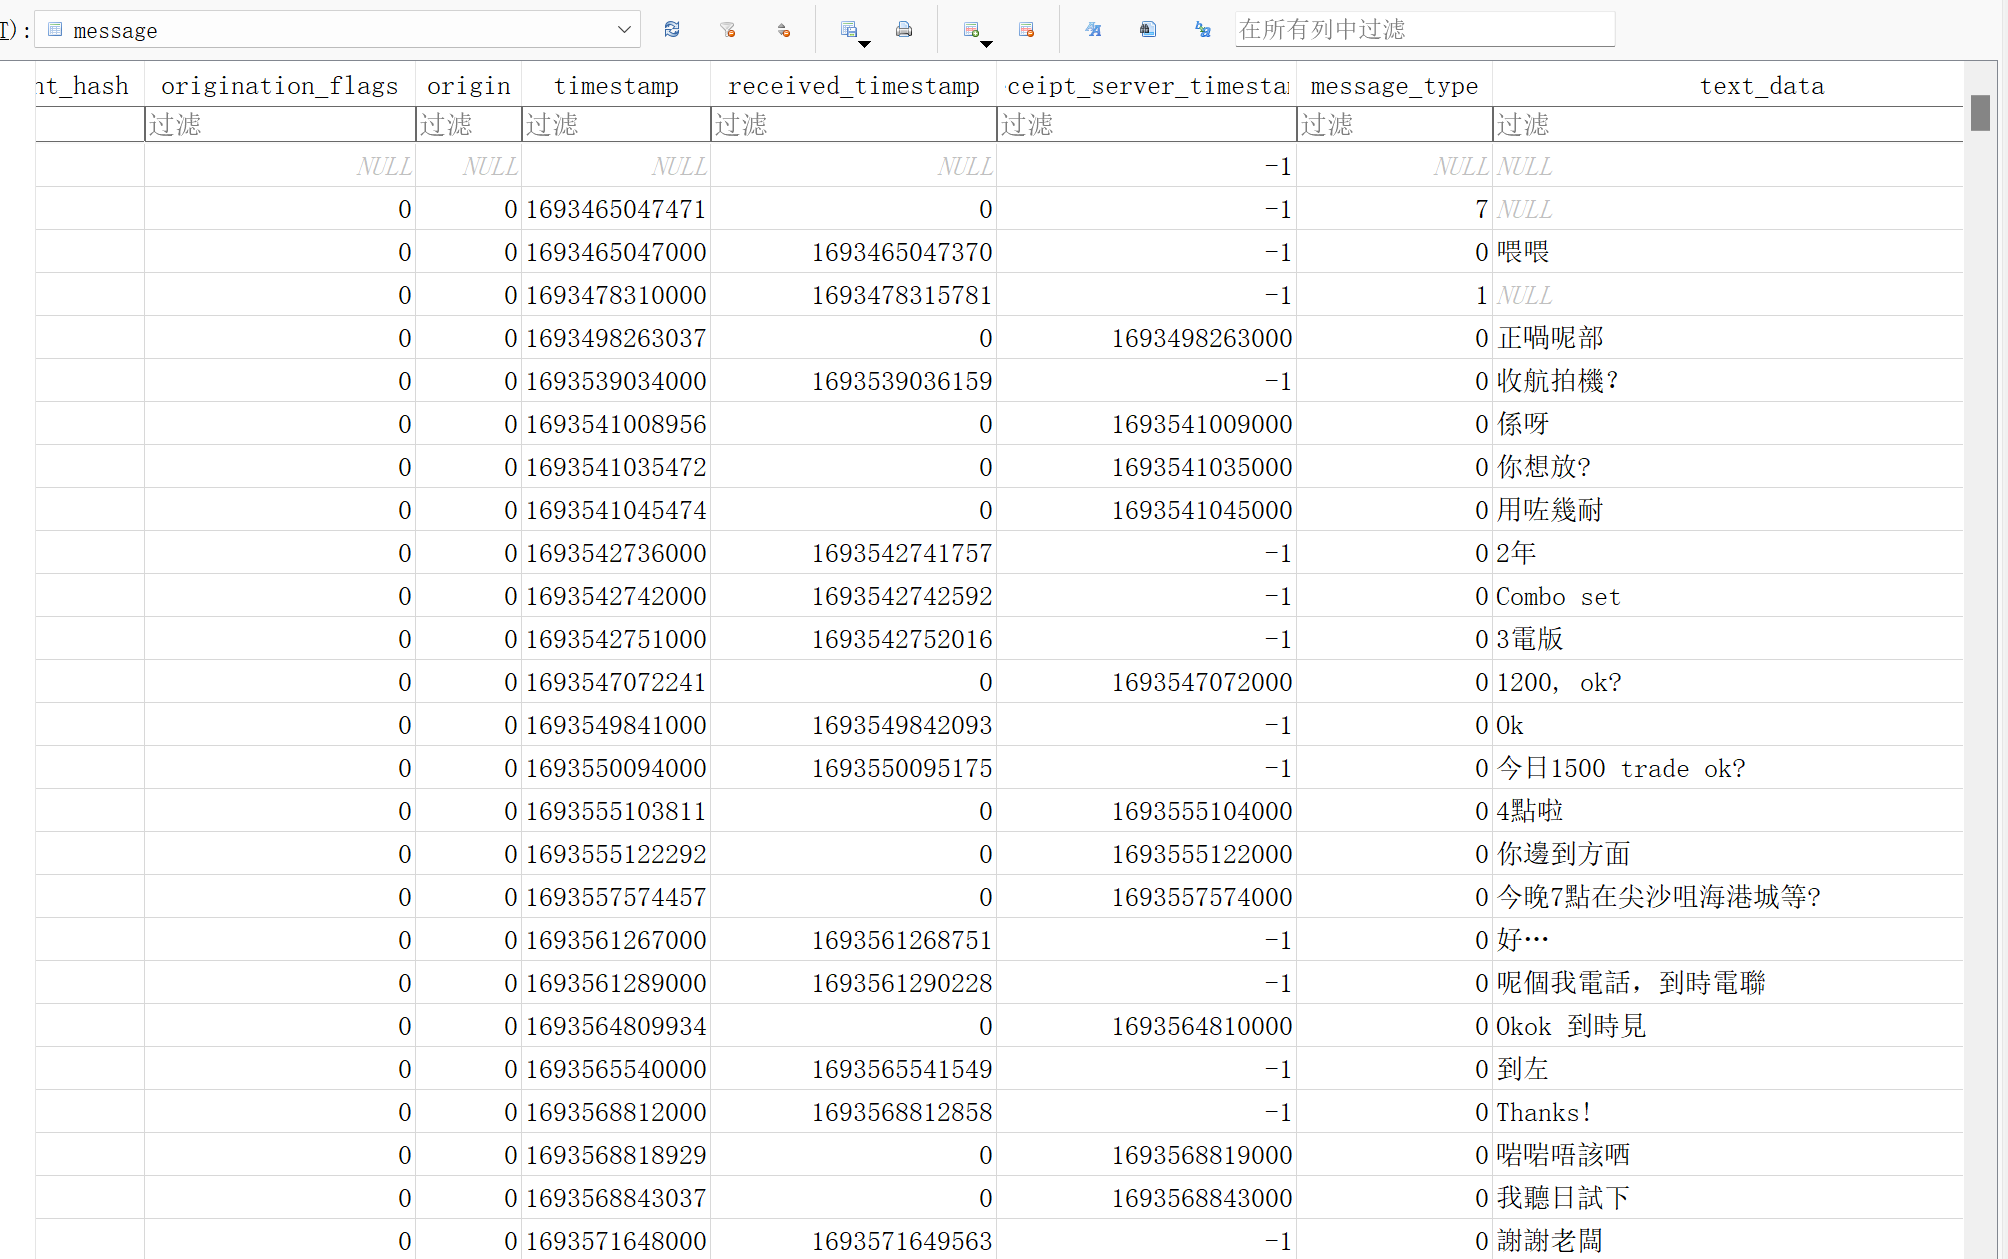 T): message 在所有列中过滤
nt_hash origination_flags origin timestamp received_timestamp ceipt_server_timestar message_type text_data
过滤 过滤 过滤 过滤 过滤 过滤 过滤
NULL NULL NULL NULL -1 NULL NULL
0 0 1693465047471 0 -1 7 NULL
0 0 1693465047000 1693465047370 -1 0 喂喂
0 0 1693478310000 1693478315781 -1 1 NULL
0 0 1693498263037 0 1693498263000 0 正喎呢部
0 0 1693539034000 1693539036159 -1 0 收航拍機?
0 0 1693541008956 0 1693541009000 0 係呀
0 0 1693541035472 0 1693541035000 0 你想放?
0 0 1693541045474 0 1693541045000 0 用咗幾耐
0 0 1693542736000 1693542741757 -1 0 2年
0 0 1693542742000 1693542742592 -1 0 Combo set
0 0 1693542751000 1693542752016 -1 0 3電版
0 0 1693547072241 0 1693547072000 0 1200, ok?
0 0 1693549841000 1693549842093 -1 0 Ok
0 0 1693550094000 1693550095175 -1 0 今日1500 trade ok?
0 0 1693555103811 0 1693555104000 0 4點啦
0 0 1693555122292 0 1693555122000 0 你邊到方面
0 0 1693557574457 0 1693557574000 0 今晚7點在尖沙咀海港城等?
0 0 1693561267000 1693561268751 -1 0 好…
0 0 1693561289000 1693561290228 -1 0 呢個我電話，到時電聯
0 0 1693564809934 0 1693564810000 0 Okok 到時見
0 0 1693565540000 1693565541549 -1 0 到左
0 0 1693568812000 1693568812858 -1 0 Thanks!
0 0 1693568818929 0 1693568819000 0 啱啱唔該哂
0 0 1693568843037 0 1693568843000 0 我聽日試下
0 0 1693571648000 1693571649563 -1 0 謝謝老闆